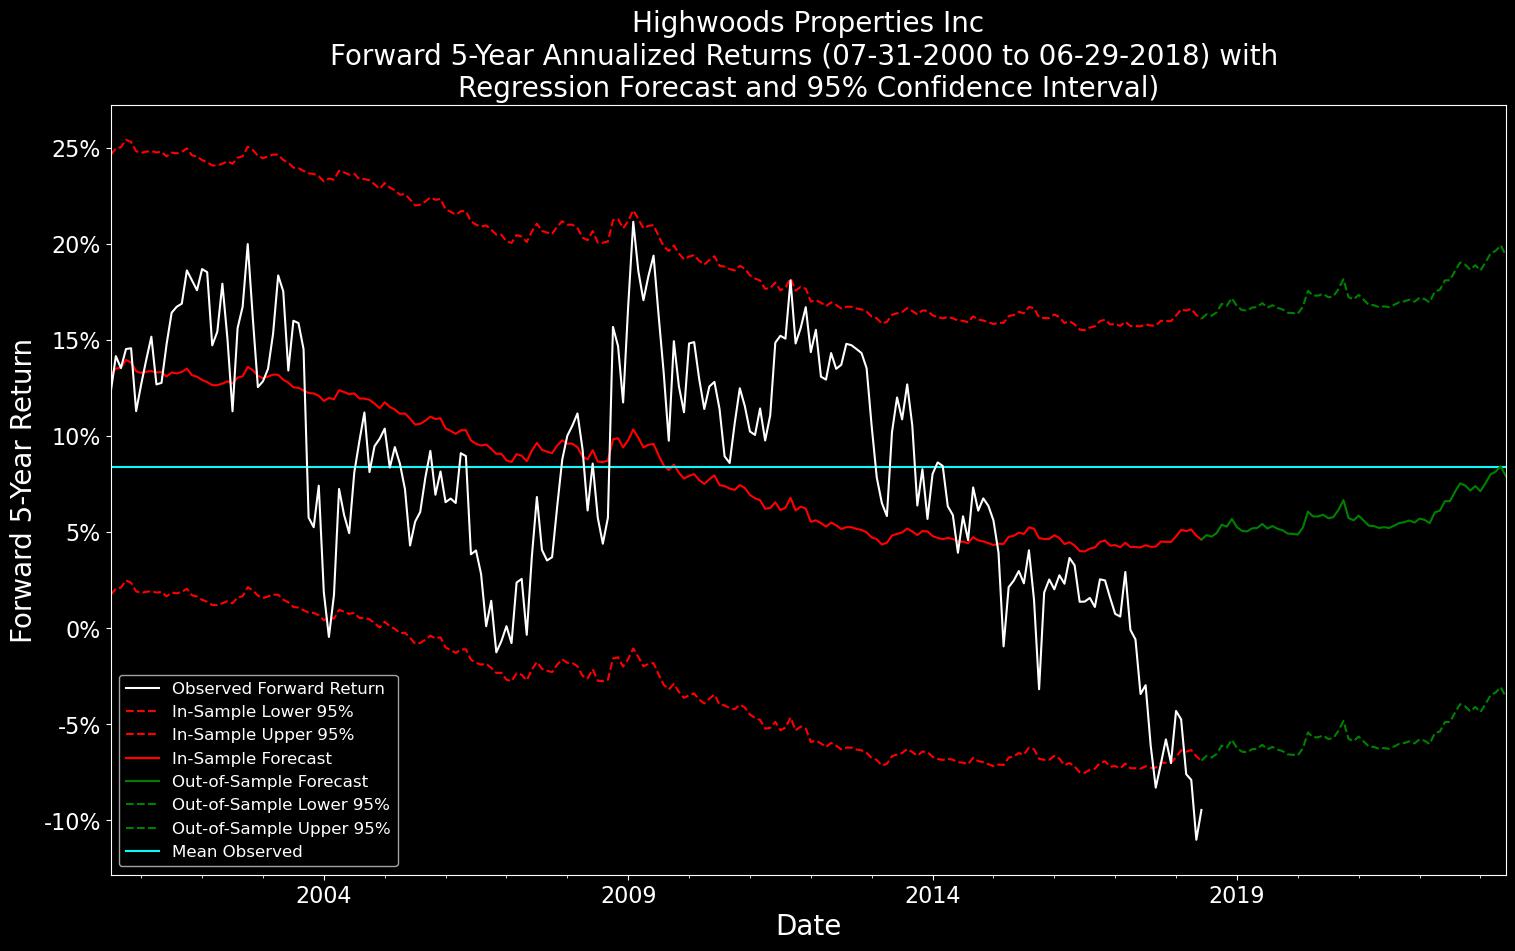 Highwoods Properties Inc
Forward 5-Year Annualized Returns (07-31-2000 to 06-29-2018) with
Regression Forecast and 95% Confidence Interval)
25%
20%
15%
10%
5%
0%
-5%
-10%
Forward 5-Year Return
Observed Forward Return
In-Sample Lower 95%
In-Sample Upper 95%
In-Sample Forecast
Out-of-Sample Forecast
Out-of-Sample Lower 95%
Out-of-Sample Upper 95%
Mean Observed
2004
2009
2014
2019
Date